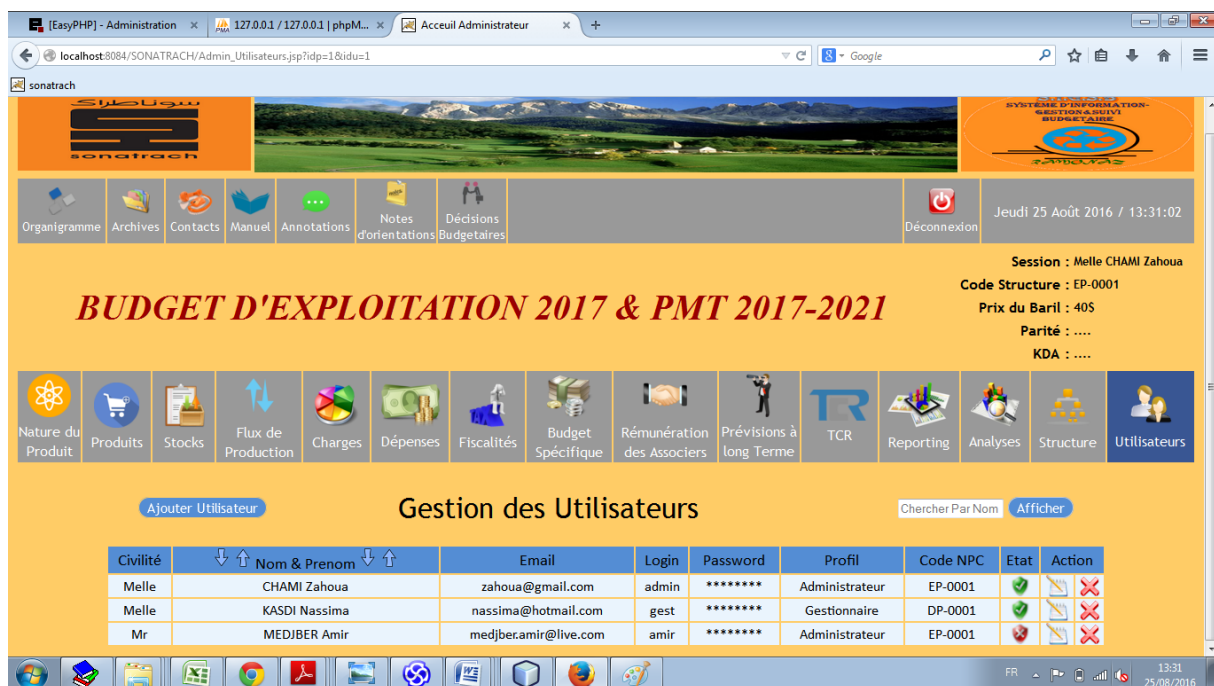 [EasyPHP] - Administration
127.0.0.1 / 127.0.0.1 | phpM...
Acceuil Administrateur
localhost:8084/SONATRACH/Admin_Utilisateurs.jsp?idp=1&idu=1
Google
sonatrach
سوناطراك
sonatrach
SYSTÈME D'INFORMATION-
GESTION & SUIVI
BUDGETAIRE
Organigramme
Archives
Contacts
Manuel
Annotations
Notes
d'orientations
Décisions
Budgetaires
Déconnexion
Jeudi 25 Août 2016 / 13:31:02
Session : Melle CHAMI Zahoua
Code Structure : EP-0001
Prix du Baril : 40$
Parité : ....
KDA : ....
BUDGET D'EXPLOITATION 2017 & PMT 2017-2021
Nature du
Produit
Produits
Stocks
Flux de
Production
Charges
Dépenses
Fiscalités
Budget
Spécifique
Rémunération
des Associers
Prévisions à
long Terme
TCR
TCR
Reporting
Analyses
Structure
Utilisateurs
Ajouter Utilisateur
Gestion des Utilisateurs
Chercher Par Nom
Afficher
Civilité Nom & Prenom Email Login Password Profil Code NPC Etat Action
Melle CHAMI Zahoua zahoua@gmail.com admin ******** Administrateur EP-0001
Melle KASDI Nassima nassima@hotmail.com gest ******** Gestionnaire DP-0001
Mr MEDJBER Amir medjber.amir@live.com amir ******** Administrateur EP-0001
FR
13:31
25/08/2016